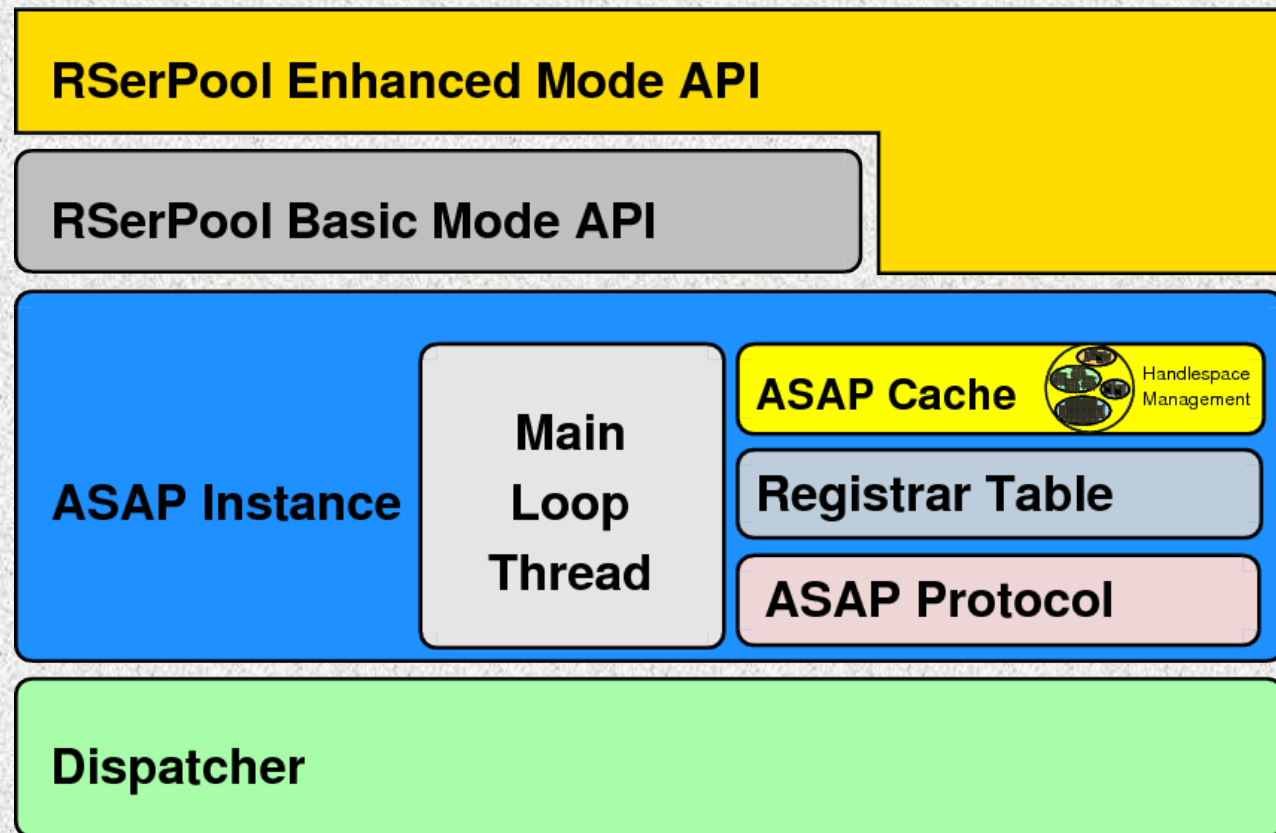 RSerPool Enhanced Mode API
RSerPool Basic Mode API
ASAP Instance
Main
Loop
Thread
ASAP Cache
Handlespace
Management
Registrar Table
ASAP Protocol
Dispatcher